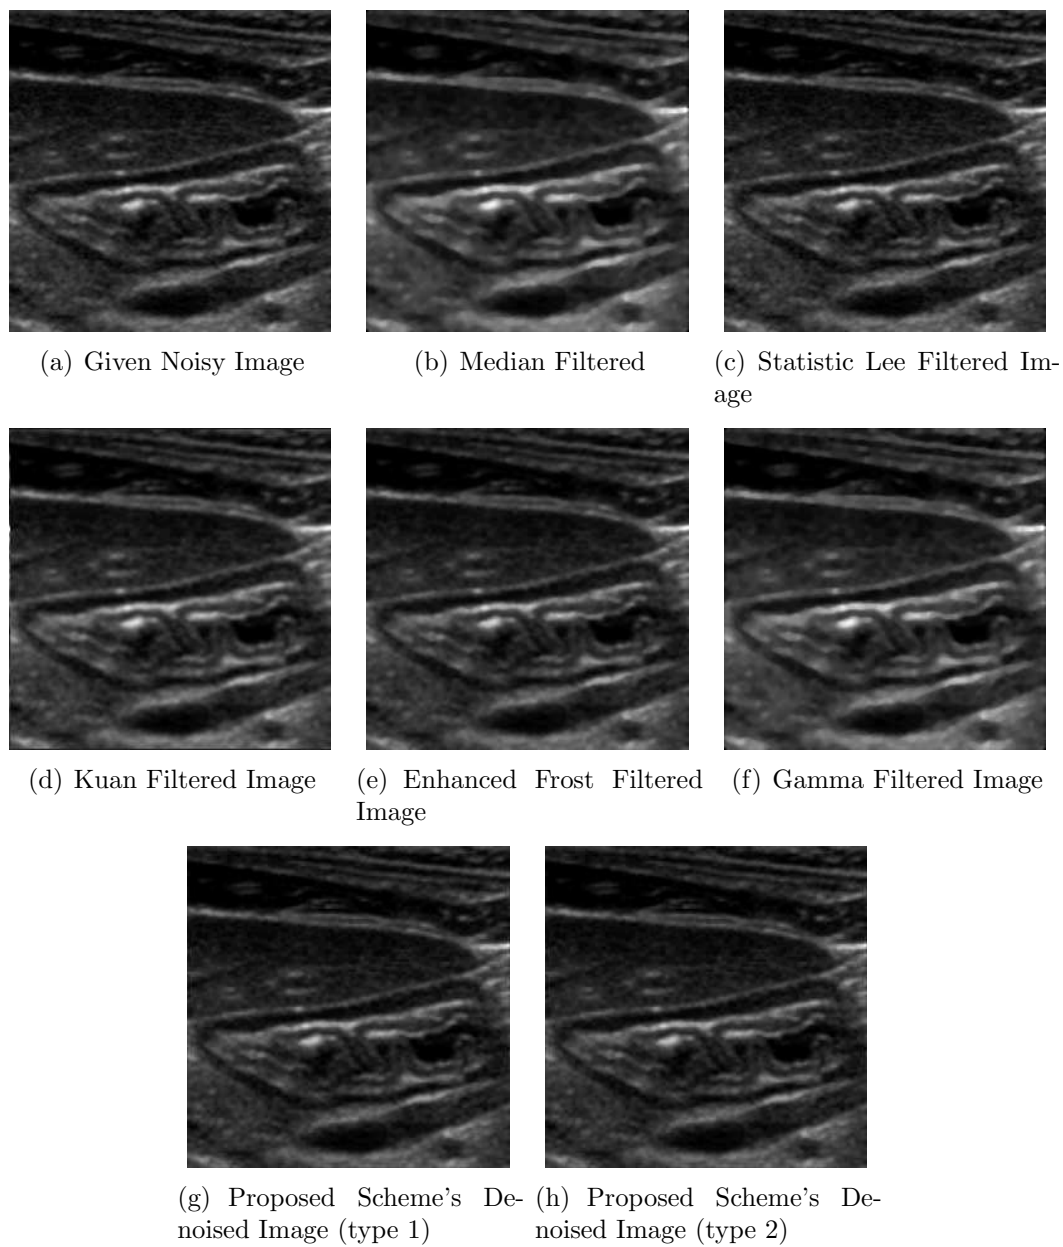 (a) Given Noisy Image
(b) Median Filtered
(c) Statistic Lee Filtered Im-
age
(d) Kuan Filtered Image
(e) Enhanced Frost Filtered
Image
(f) Gamma Filtered Image
(g) Proposed Scheme's De-
noised Image (type 1)
(h) Proposed Scheme's De-
noised Image (type 2)